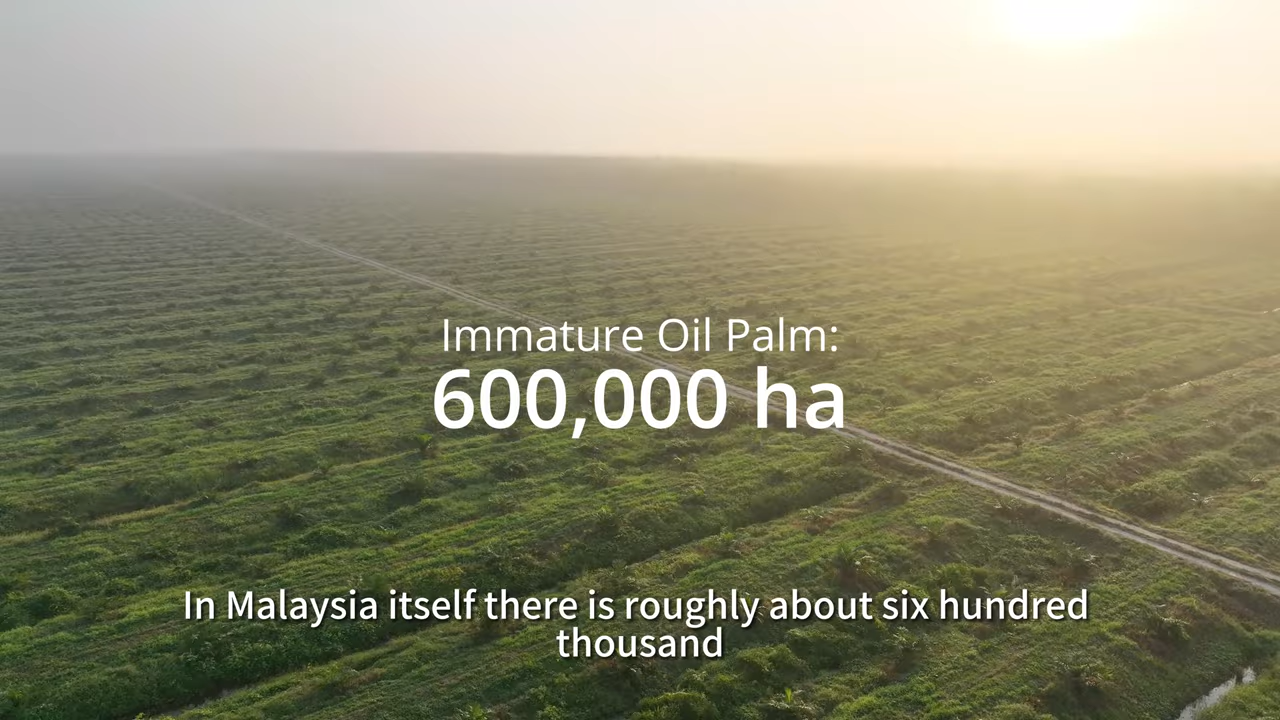 Immature Oil Palm:
600,000 ha
In Malaysia itself there is roughly about six hundred
thousand